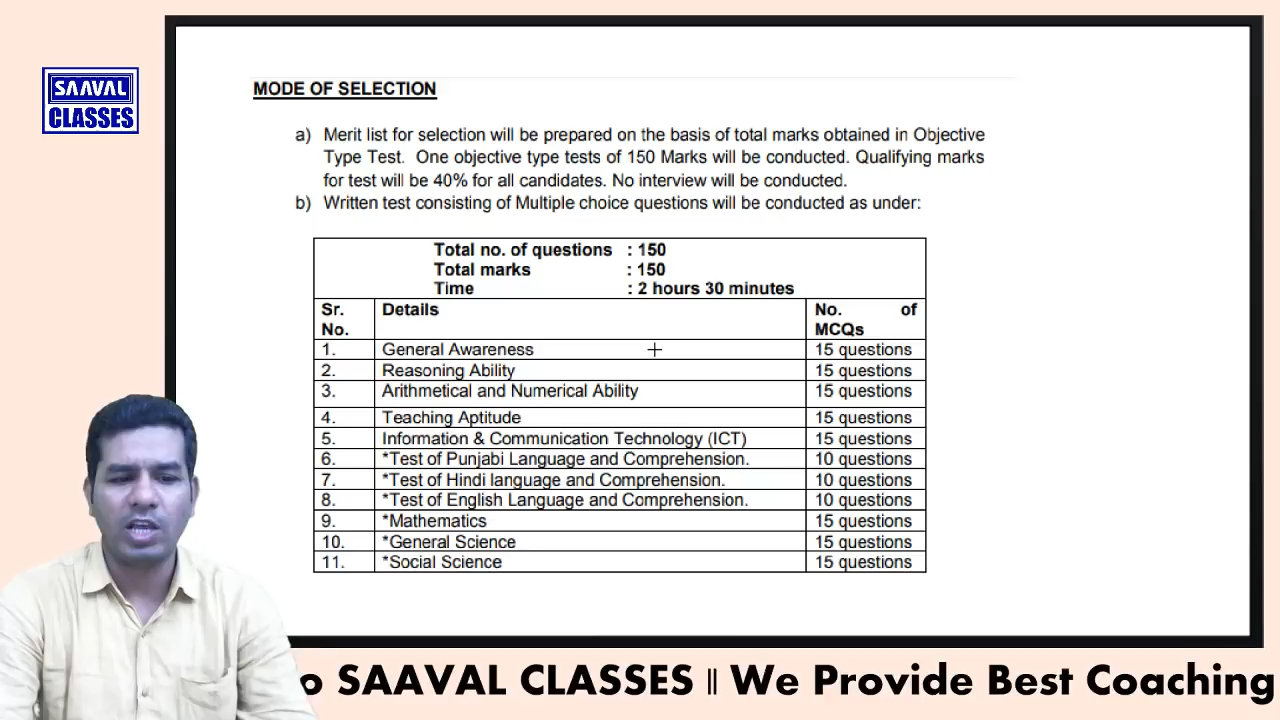 SAAVAL
CLASSES
MODE OF SELECTION
a) Merit list for selection will be prepared on the basis of total marks obtained in Objective
Type Test. One objective type tests of 150 Marks will be conducted. Qualifying marks
for test will be 40% for all candidates. No interview will be conducted.
b) Written test consisting of Multiple choice questions will be conducted as under:
Total no. of questions : 150
Total marks : 150
Time : 2 hours 30 minutes
Sr. Details No. of
No. MCQs
1. General Awareness 15 questions
2. Reasoning Ability 15 questions
3. Arithmetical and Numerical Ability 15 questions
4. Teaching Aptitude 15 questions
5. Information & Communication Technology (ICT) 15 questions
6. *Test of Punjabi Language and Comprehension. 10 questions
7. *Test of Hindi language and Comprehension. 10 questions
8. *Test of English Language and Comprehension. 10 questions
9. *Mathematics 15 questions
10. *General Science 15 questions
11. *Social Science 15 questions
o SAAVAL CLASSES || We Provide Best Coaching